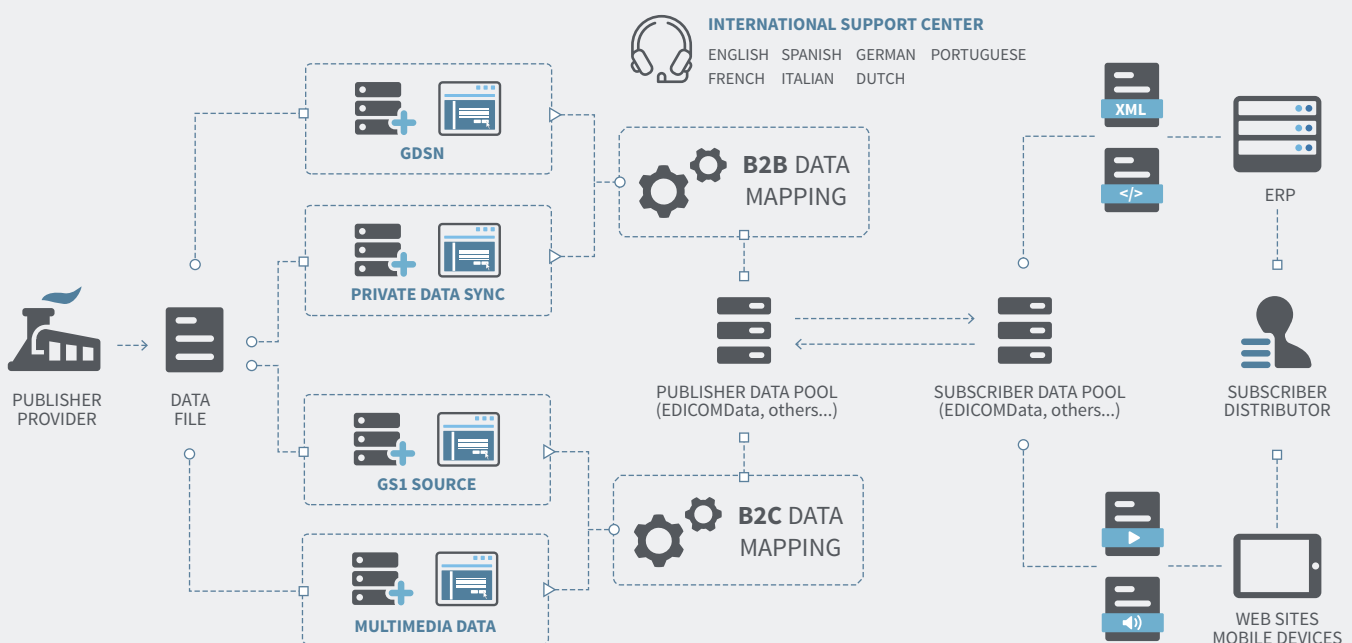 INTERNATIONAL SUPPORT CENTER
ENGLISH SPANISH GERMAN PORTUGUESE
FRENCH ITALIAN DUTCH
GDSN
B2B DATA
MAPPING
XML
</>
ERP
PRIVATE DATA SYNC
PUBLISHER
PROVIDER
DATA
FILE
PUBLISHER DATA POOL
(EDICOMData, others...)
SUBSCRIBER DATA POOL
(EDICOMData, others...)
SUBSCRIBER
DISTRIBUTOR
GS1 SOURCE
B2C DATA
MAPPING
MULTIMEDIA DATA
WEB SITES
MOBILE DEVICES